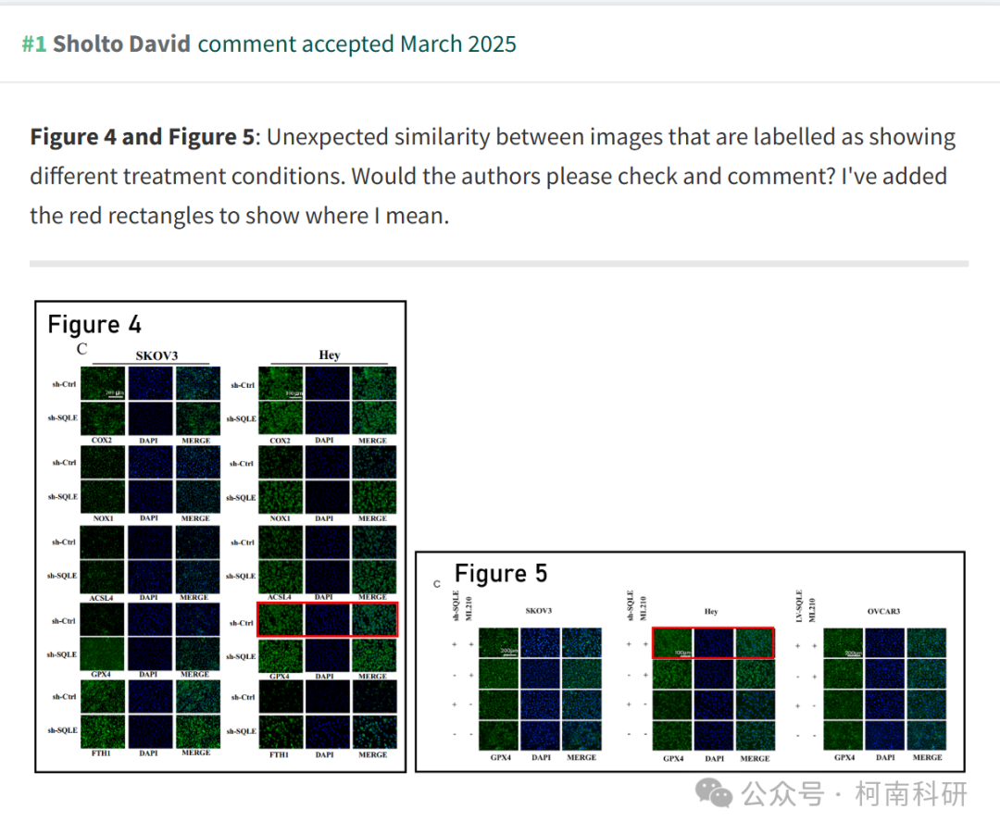 #1 Sholto David comment accepted March 2025
Figure 4 and Figure 5: Unexpected similarity between images that are labelled as showing
different treatment conditions. Would the authors please check and comment? I've added
the red rectangles to show where I mean.
Figure 4
C
SKOV3
Hey
sh-Ctrl
200 μm
sh-Ctrl
100μm
sh-SQLE
sh-SQLE
COX2 DAPI MERGE
COX2 DAPI MERGE
sh-Ctrl
sh-Ctrl
sh-SQLE
sh-SQLE
NOX1 DAPI MERGE
NOX1 DAPI MERGE
sh-Ctrl
sh-Ctrl
sh-SQLE
sh-SQLE
ACSL4 DAPI MERGE
ACSL4 DAPI MERGE
sh-Ctrl
sh-Ctrl
sh-SQLE
sh-SQLE
GPX4 DAPI MERGE
GPX4 DAPI MERGE
sh-Ctrl
sh-Ctrl
sh-SQLE
sh-SQLE
FTH1 DAPI MERGE
FTH1 DAPI MERGE
Figure 5
C
sh-SQLE
ML210
SKOV3
sh-SQLE
ML210
Hey
LV-SQLE
ML210
OVCAR3
+ +
200μm
+ +
100μm
+ +
200μm
- +
- +
- +
+ -
+ -
+ -
- -
- -
- -
GPX4 DAPI MERGE
GPX4 DAPI MERGE
GPX4 DAPI MERGE
公众号 · 柯南科研